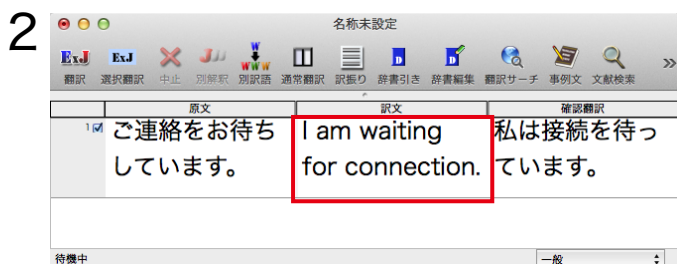 2
名称未設定
ExJ ExJ J W WWW D D
翻訳 選択翻訳 中止 別解釈 別訳語 通常翻訳 訳振り 辞書引き 辞書編集 翻訳サーチ 事例文 文献検索 »
原文 訳文 確認翻訳
1 ご連絡をお待ち I am waiting 私は接続を待っ
しています。 for connection. ています。
待機中 一般